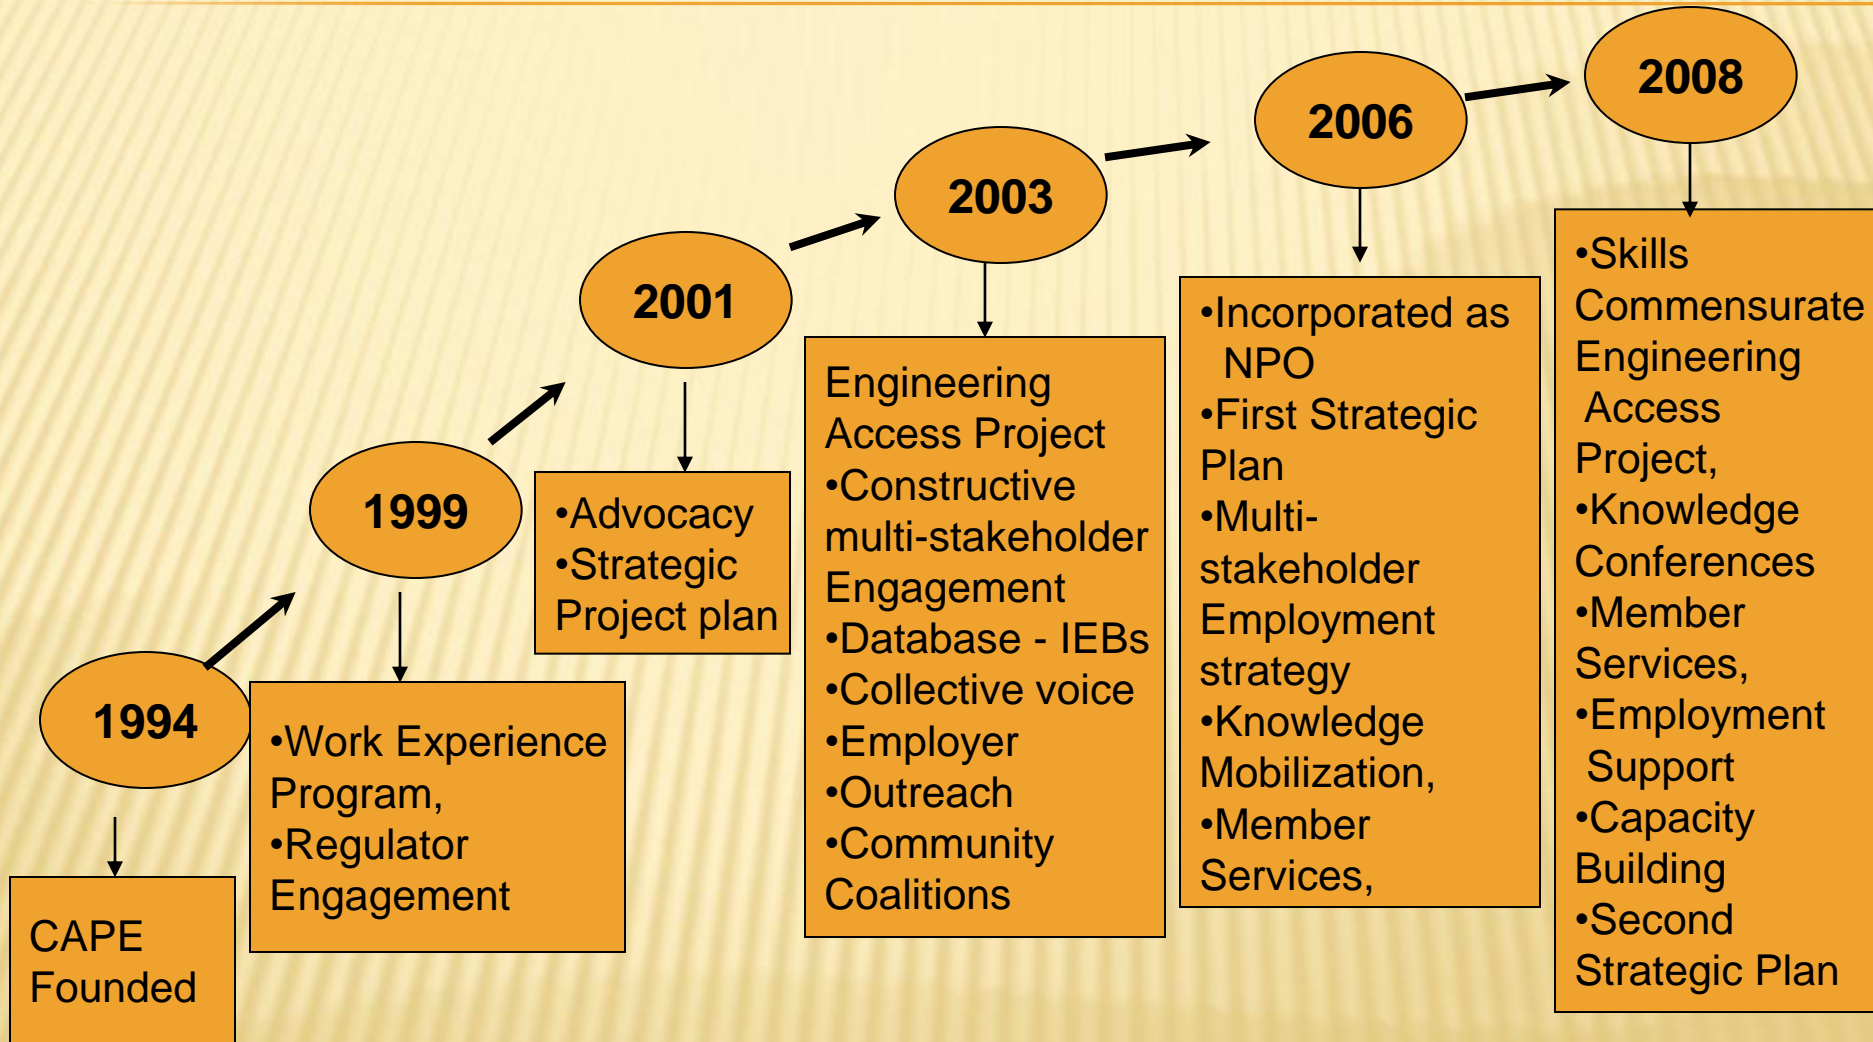 1994
CAPE
Founded
1999
•Work Experience
Program,
•Regulator
Engagement
2001
•Advocacy
•Strategic
Project plan
2003
Engineering
Access Project
•Constructive
multi-stakeholder
Engagement
•Database - IEBs
•Collective voice
•Employer
•Outreach
•Community
Coalitions
2006
•Incorporated as
NPO
•First Strategic
Plan
•Multi-
stakeholder
Employment
strategy
•Knowledge
Mobilization,
•Member
Services,
2008
•Skills
Commensurate
Engineering
Access
Project,
•Knowledge
Conferences
•Member
Services,
•Employment
Support
•Capacity
Building
•Second
Strategic Plan